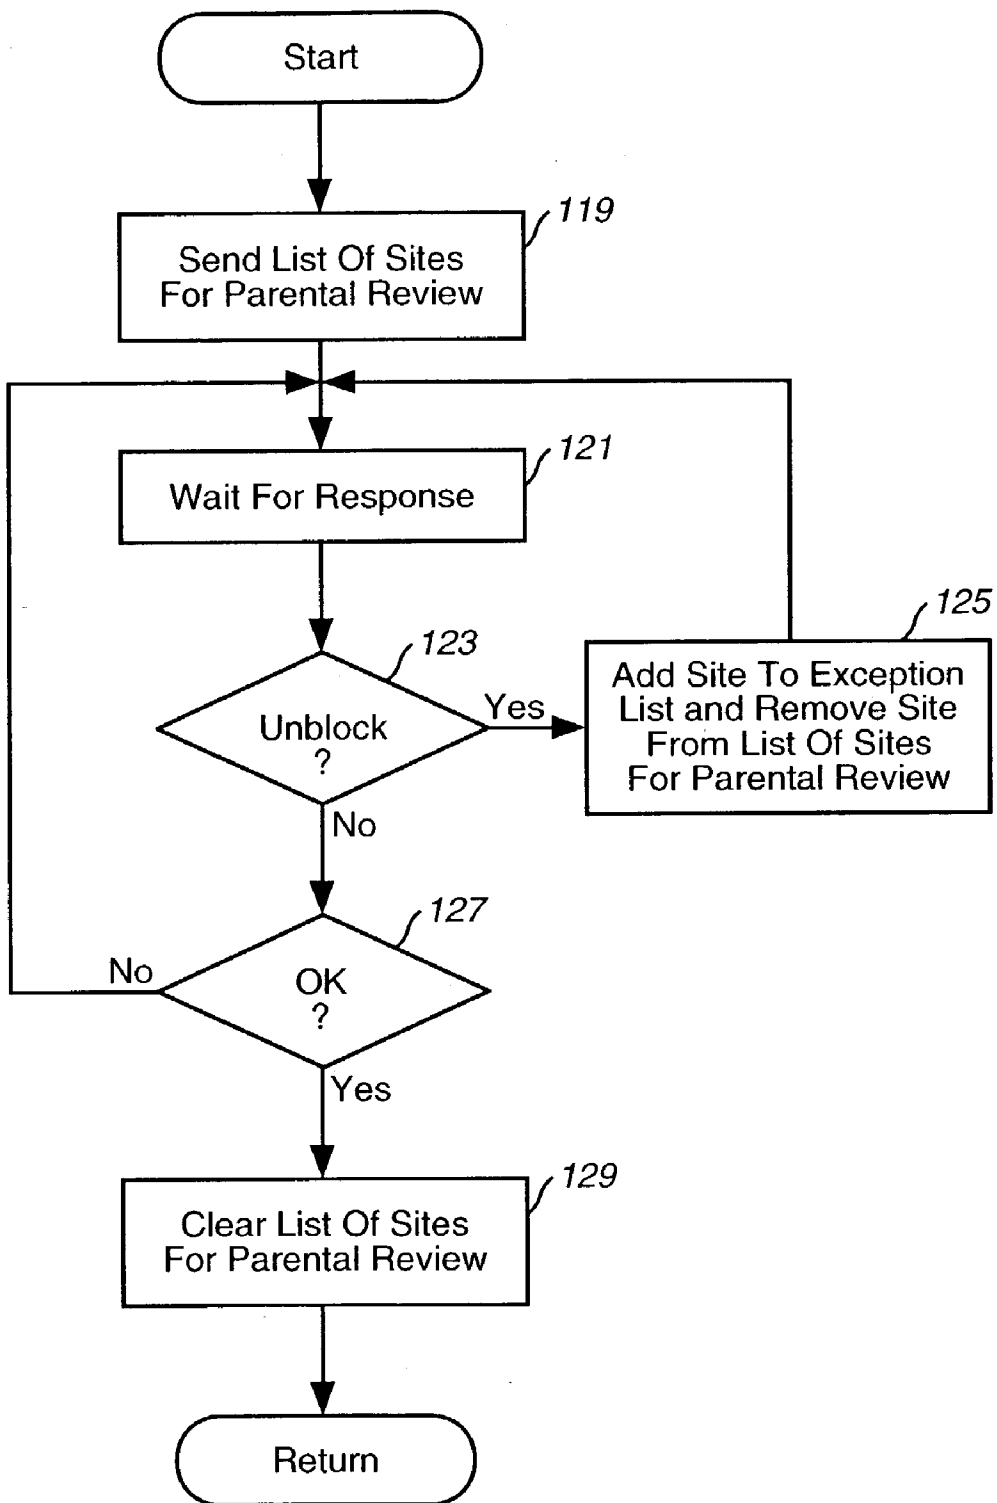 Start
119
Send List Of Sites
For Parental Review
121
Wait For Response
123
Unblock
?
Yes
125
Add Site To Exception
List and Remove Site
From List Of Sites
For Parental Review
No
127
OK
?
No
Yes
129
Clear List Of Sites
For Parental Review
Return